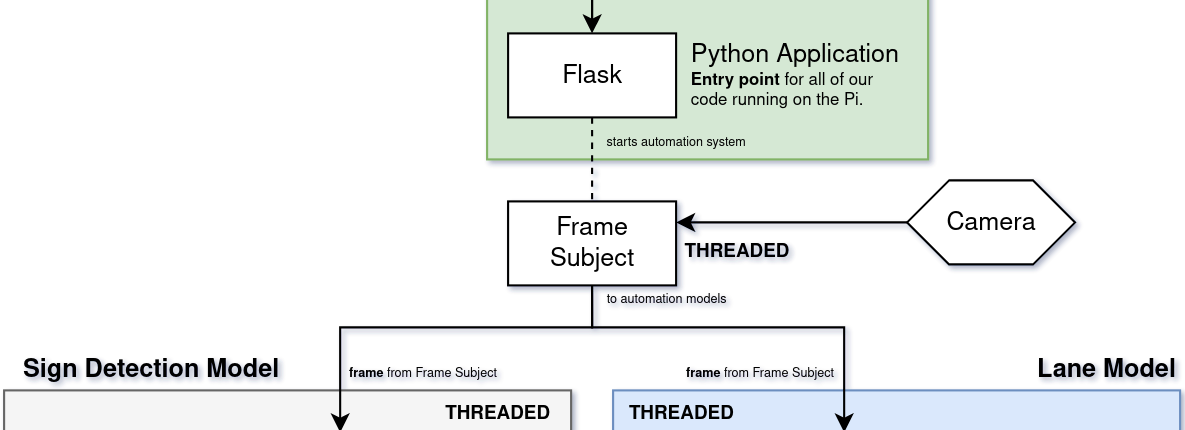 Flask
Python Application
Entry point for all of our
code running on the Pi.
starts automation system
Frame
Subject
Camera
THREADED
to automation models
Sign Detection Model
frame from Frame Subject
frame from Frame Subject
Lane Model
THREADED
THREADED